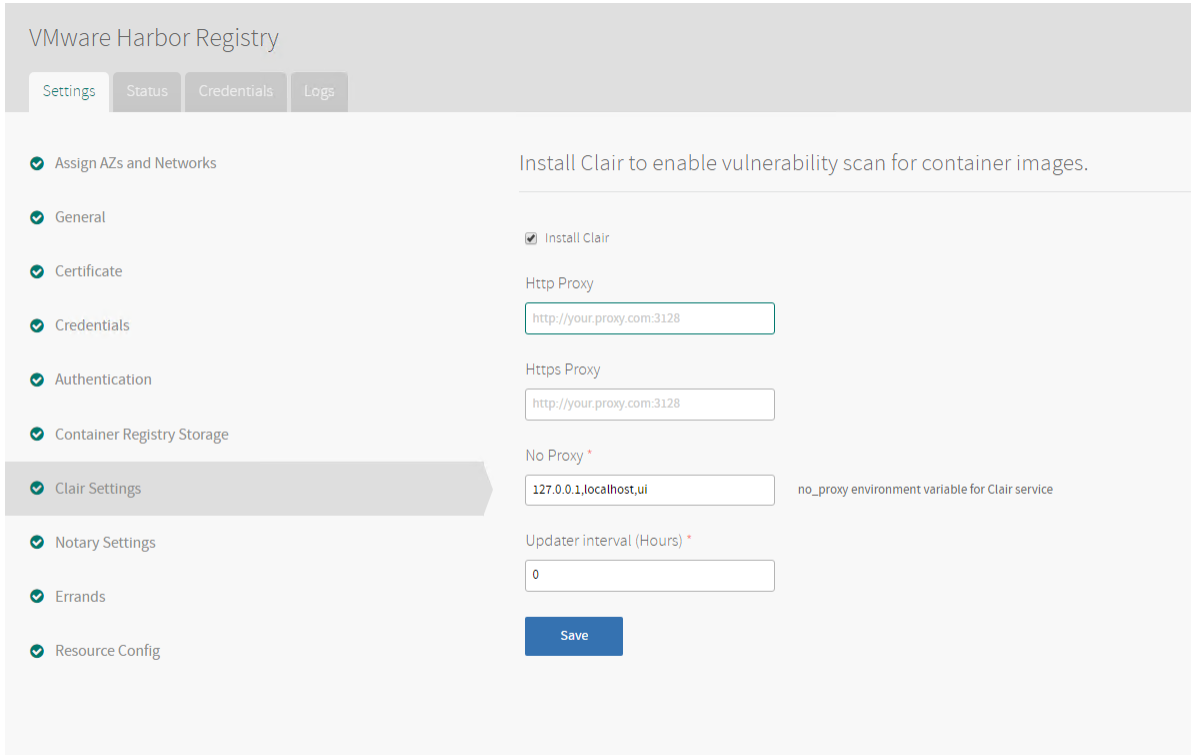 VMware Harbor Registry
Settings
Status
Credentials
Logs
Assign AZs and Networks
General
Certificate
Credentials
Authentication
Container Registry Storage
Clair Settings
Notary Settings
Errands
Resource Config
Install Clair to enable vulnerability scan for container images.
Install Clair
Http Proxy
http://your.proxy.com:3128
Https Proxy
http://your.proxy.com:3128
No Proxy *
127.0.0.1,localhost,ui
no_proxy environment variable for Clair service
Updater interval (Hours) *
0
Save